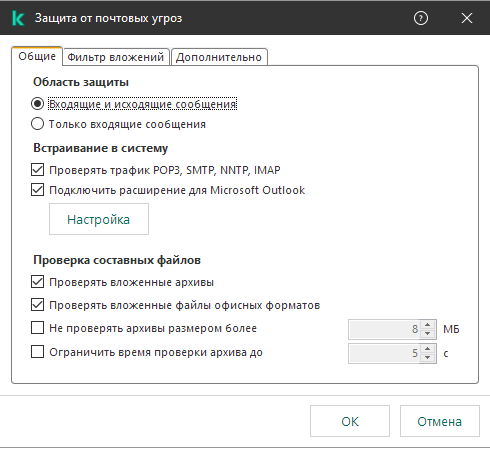 Защита от почтовых угроз
Общие
Фильтр вложений
Дополнительно
Область защиты
Входящие и исходящие сообщения
Только входящие сообщения
Встраивание в систему
Проверять трафик POP3, SMTP, NNTP, IMAP
Подключить расширение для Microsoft Outlook
Настройка
Проверка составных файлов
Проверять вложенные архивы
Проверять вложенные файлы офисных форматов
Не проверять архивы размером более 8 МБ
Ограничить время проверки архива до 5 с
ОК Отмена